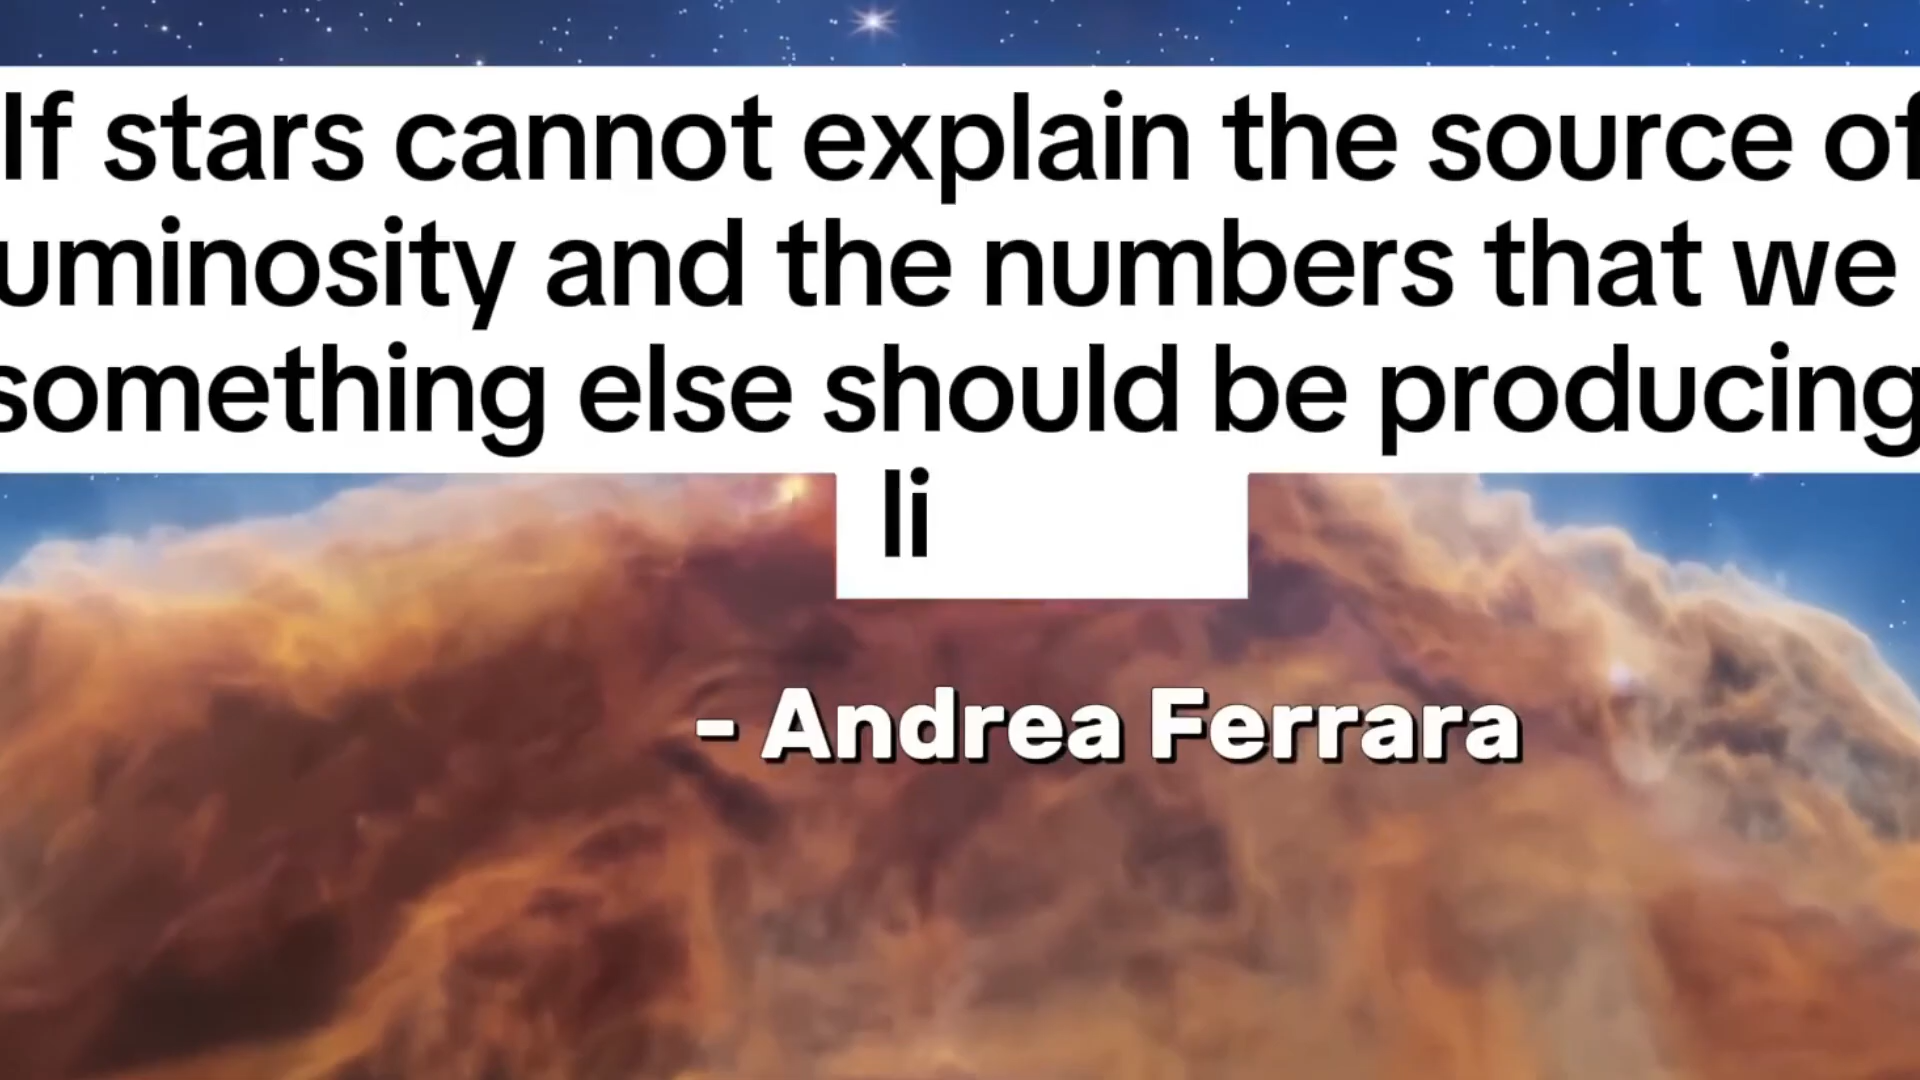 If stars cannot explain the source of
uminosity and the numbers that we
something else should be producing
li
- Andrea Ferrara